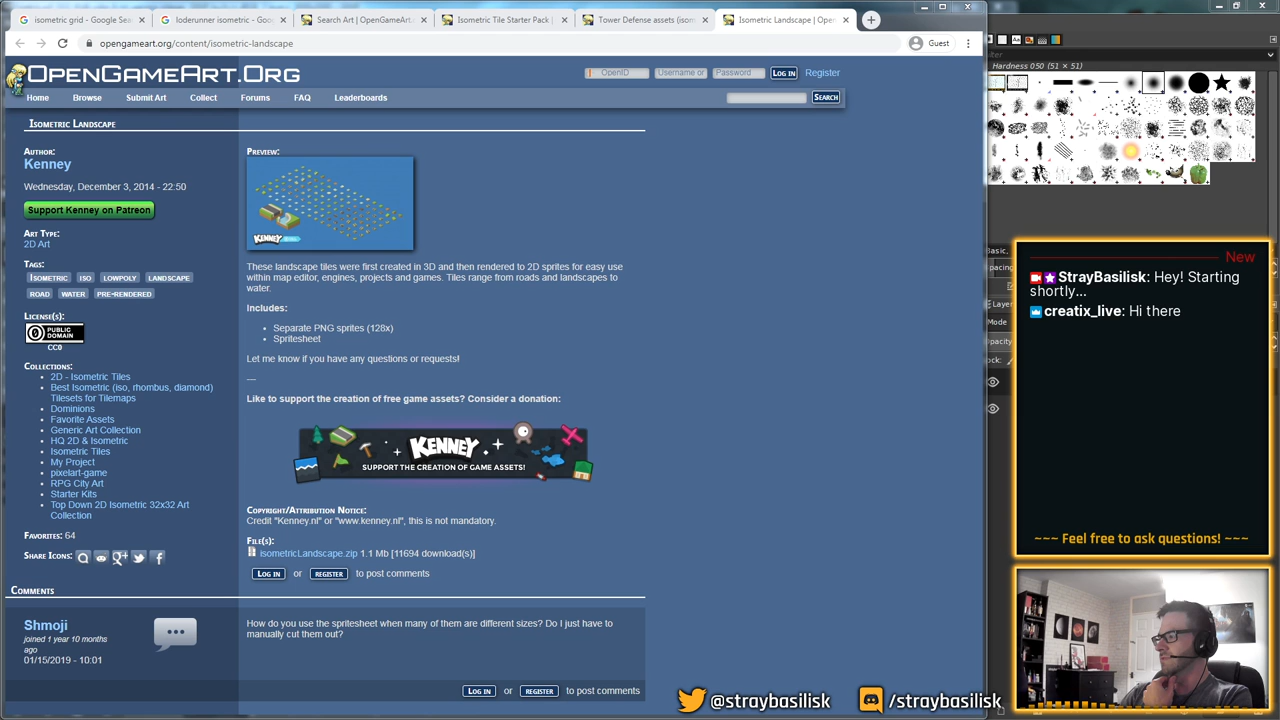 isometric grid - Google Sea
loderunner isometric - Goo
Search Art | OpenGameArt.
Isometric Tile Starter Pack |
Tower Defense assets (isom
Isometric Landscape | Open
opengameart.org/content/isometric-landscape
Guest
OpenGameArt.Org
OpenID
Username or
Password
Log in
Register
Home
Browse
Submit Art
Collect
Forums
FAQ
Leaderboards
Search
Isometric Landscape
Author:
Kenney
Wednesday, December 3, 2014 - 22:50
Support Kenney on Patreon
Art Type:
2D Art
Tags:
Isometric
iso
lowpoly
landscape
road
water
pre-rendered
License(s):
PUBLIC
DOMAIN
CC0
Collections:
2D - Isometric Tiles
Best Isometric (iso, rhombus, diamond)
Tilesets for Tilemaps
Dominions
Favorite Assets
Generic Art Collection
HQ 2D & Isometric
Isometric Tiles
My Project
pixelart-game
RPG City Art
Starter Kits
Top Down 2D Isometric 32x32 Art
Collection
Favorites: 64
Share Icons:
Preview:
KENNEY
These landscape tiles were first created in 3D and then rendered to 2D sprites for easy use
within map editor, engines, projects and games. Tiles range from roads and landscapes to
water.
Includes:
Separate PNG sprites (128x)
Spritesheet
Let me know if you have any questions or requests!
—
Like to support the creation of free game assets? Consider a donation:
KENNEY
SUPPORT THE CREATION OF GAME ASSETS!
Copyright/Attribution Notice:
Credit "Kenney.nl" or "www.kenney.nl", this is not mandatory.
File(s):
isometricLandscape.zip 1.1 Mb [11694 download(s)]
Log in or register to post comments
Comments
Shmoji
joined 1 year 10 months
ago
01/15/2019 - 10:01
How do you use the spritesheet when many of them are different sizes? Do I just have to
manually cut them out?
Log in or register to post comments
Hardness 050 (51 × 51)
Basic,
Mode
New
StrayBasilisk: Hey! Starting
shortly...
creatix_live: Hi there
~~~ Feel free to ask questions! ~~~
@straybasilisk
/straybasilisk